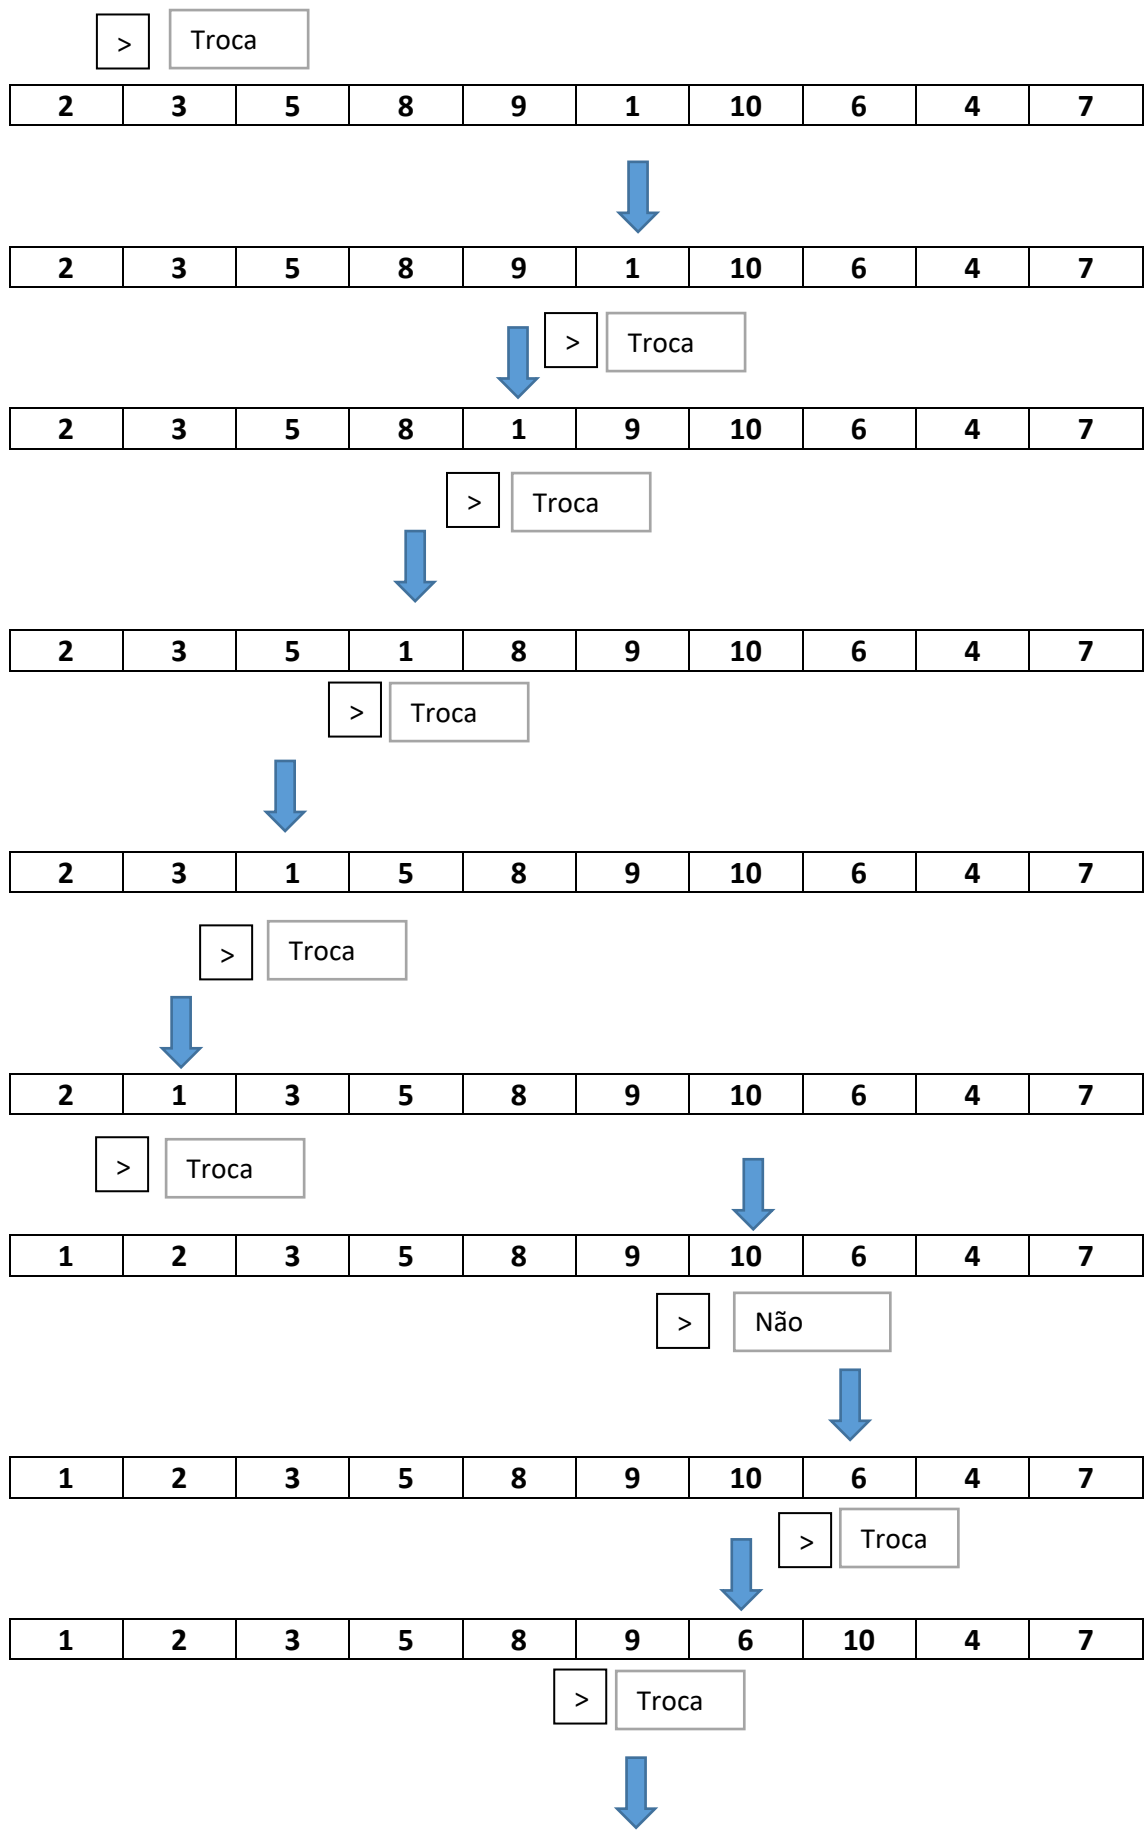 > Troca
2 3 5 8 9 1 10 6 4 7
2 3 5 8 9 1 10 6 4 7
> Troca
2 3 5 8 1 9 10 6 4 7
> Troca
2 3 5 1 8 9 10 6 4 7
> Troca
2 3 1 5 8 9 10 6 4 7
> Troca
2 1 3 5 8 9 10 6 4 7
> Troca
1 2 3 5 8 9 10 6 4 7
> Não
1 2 3 5 8 9 10 6 4 7
> Troca
1 2 3 5 8 9 6 10 4 7
> Troca